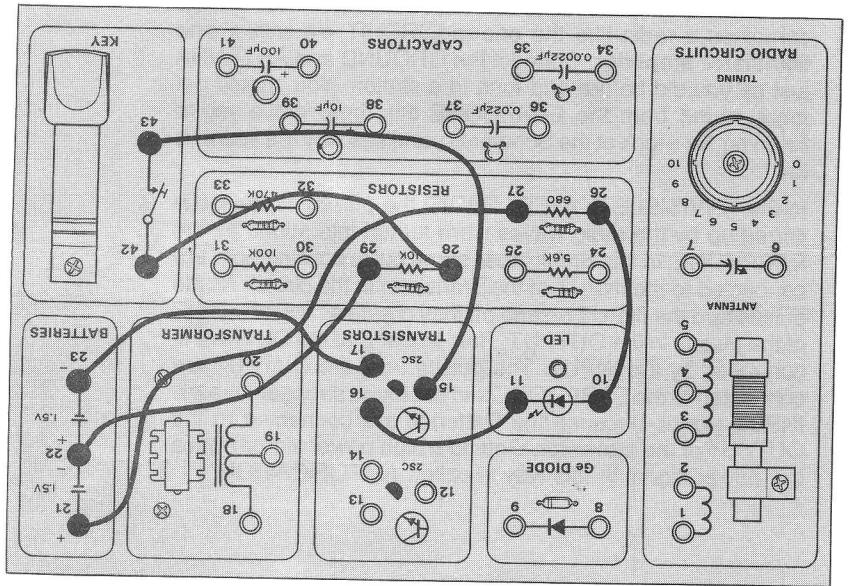 1
2
3
4
5
ANTENNA
6 7
0 1 2 3 4 5 6 7 8 9 10
TUNING
RADIO CIRCUITS
8 9
Ge DIODE
10 11
LED
12 13
14
2SC
15 16
17
2SC
TRANSISTORS
18
19
20
TRANSFORMER
+
21
1.5V
-
22
+
1.5V
-
23
BATTERIES
24 5.6K 25
26 680 27
28 10K 29
30 100K 31
32 470K 33
RESISTORS
34 0.0022µF 35
36 0.022µF 37
38 + 10µF 39
40 + 100µF 41
CAPACITORS
42
43
KEY